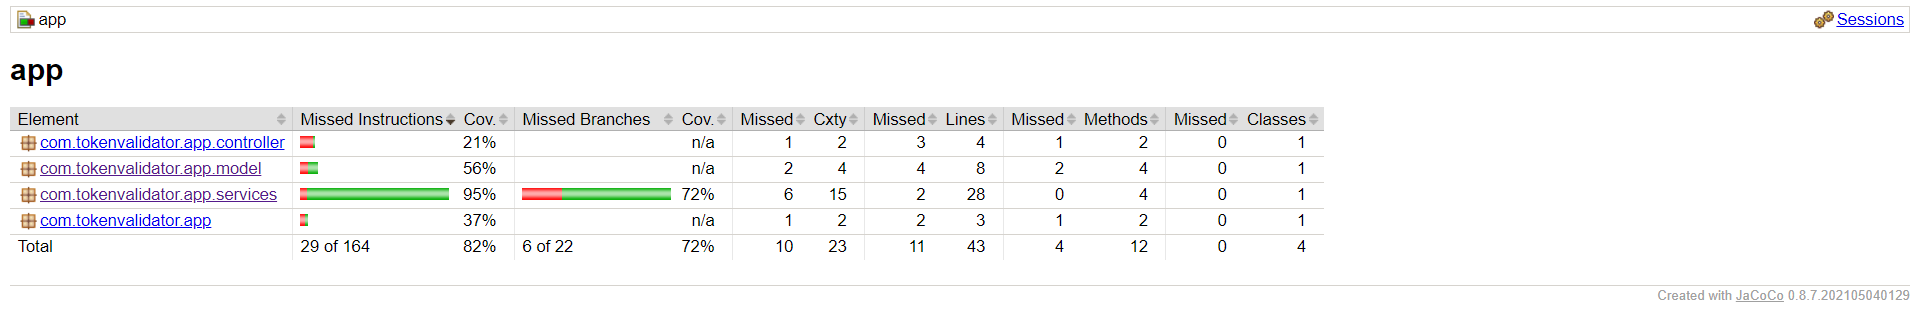 app Sessions
app
Element Missed Instructions Cov. Missed Branches Cov. Missed Cxty Missed Lines Missed Methods Missed Classes
com.tokenvalidator.app.controller 21% n/a 1 2 3 4 1 2 0 1
com.tokenvalidator.app.model 56% n/a 2 4 4 8 2 4 0 1
com.tokenvalidator.app.services 95% 72% 6 15 2 28 0 4 0 1
com.tokenvalidator.app 37% n/a 1 2 2 3 1 2 0 1
Total 29 of 164 82% 6 of 22 72% 10 23 11 43 4 12 0 4
Created with JaCoCo 0.8.7.202105040129